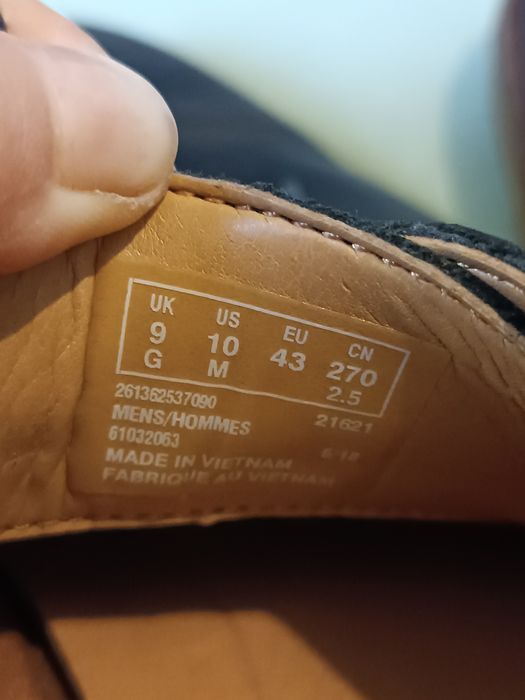 UK US EU CN
9 10 43 270
G M 2.5
261362537090
MENS/HOMMES 21621
61032063 6/18
MADE IN VIETNAM
FABRIQUE AU VIETNAM